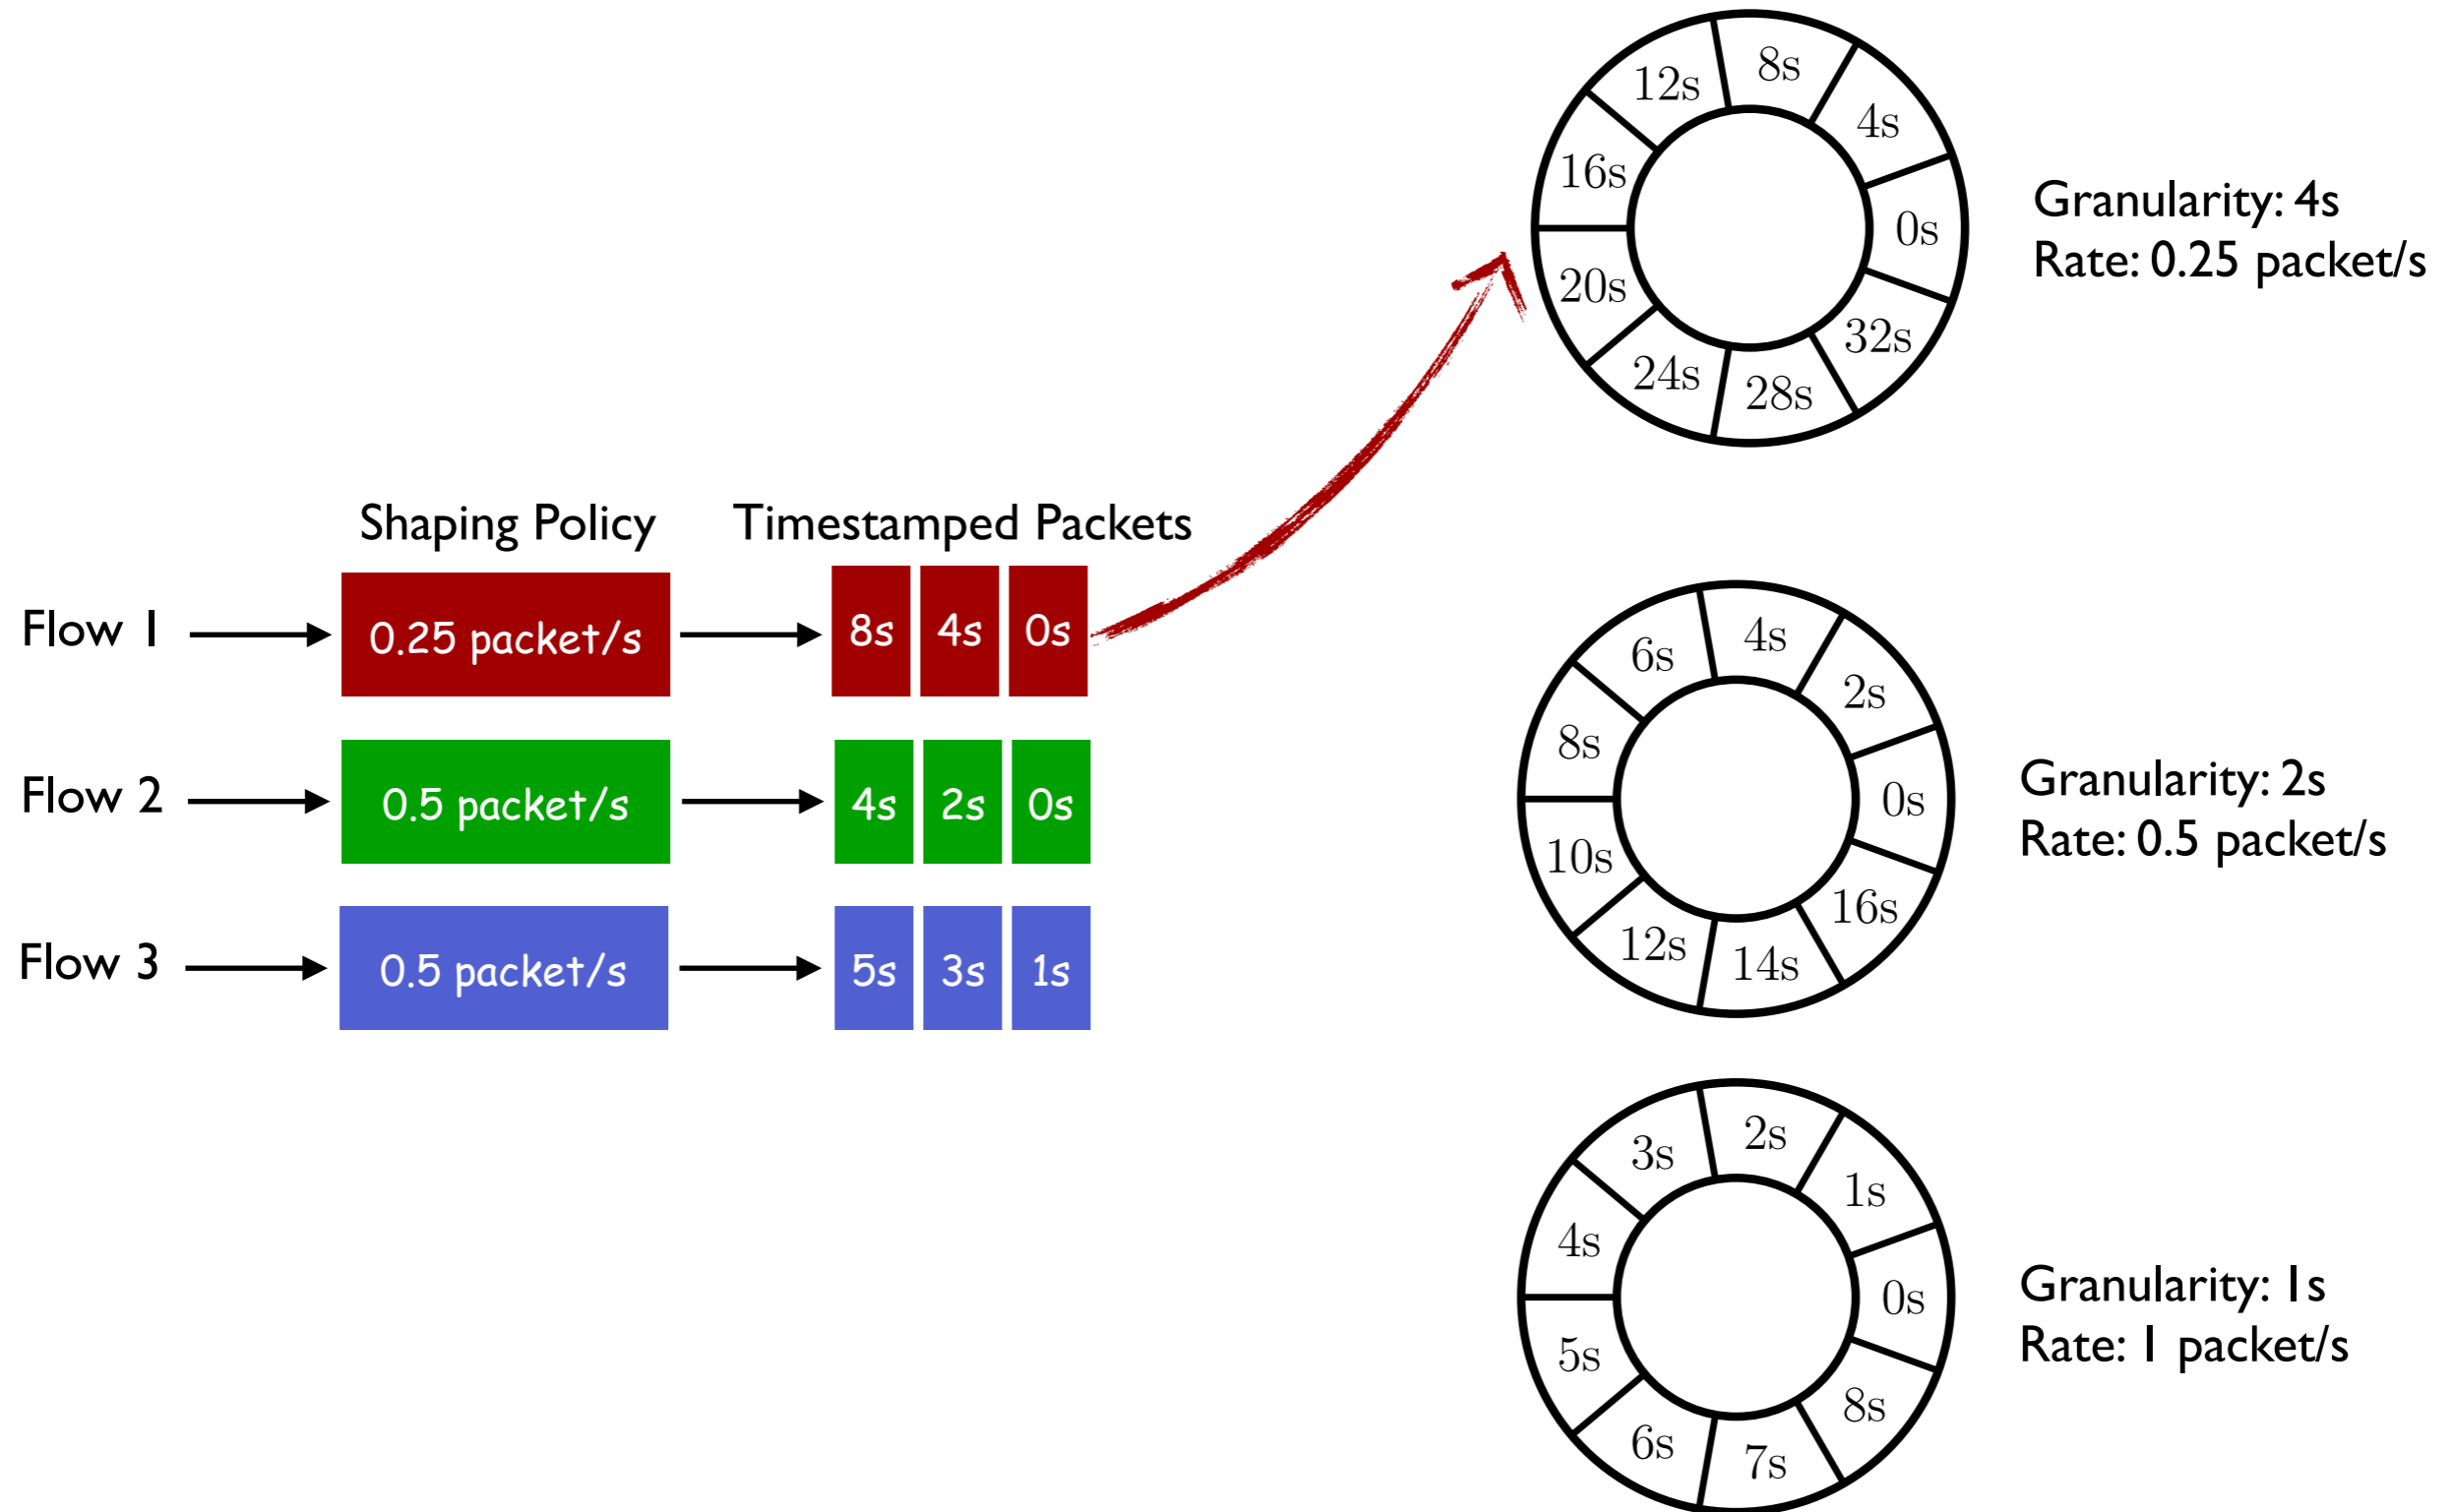 Shaping Policy
Timestamped Packets
Flow 1
0.25 packet/s
8s
4s
0s
Flow 2
0.5 packet/s
4s
2s
0s
Flow 3
0.5 packet/s
5s
3s
1s
0s
4s
8s
12s
16s
20s
24s
28s
32s
Granularity: 4s
Rate: 0.25 packet/s
0s
2s
4s
6s
8s
10s
12s
14s
16s
Granularity: 2s
Rate: 0.5 packet/s
0s
1s
2s
3s
4s
5s
6s
7s
8s
Granularity: 1s
Rate: 1 packet/s